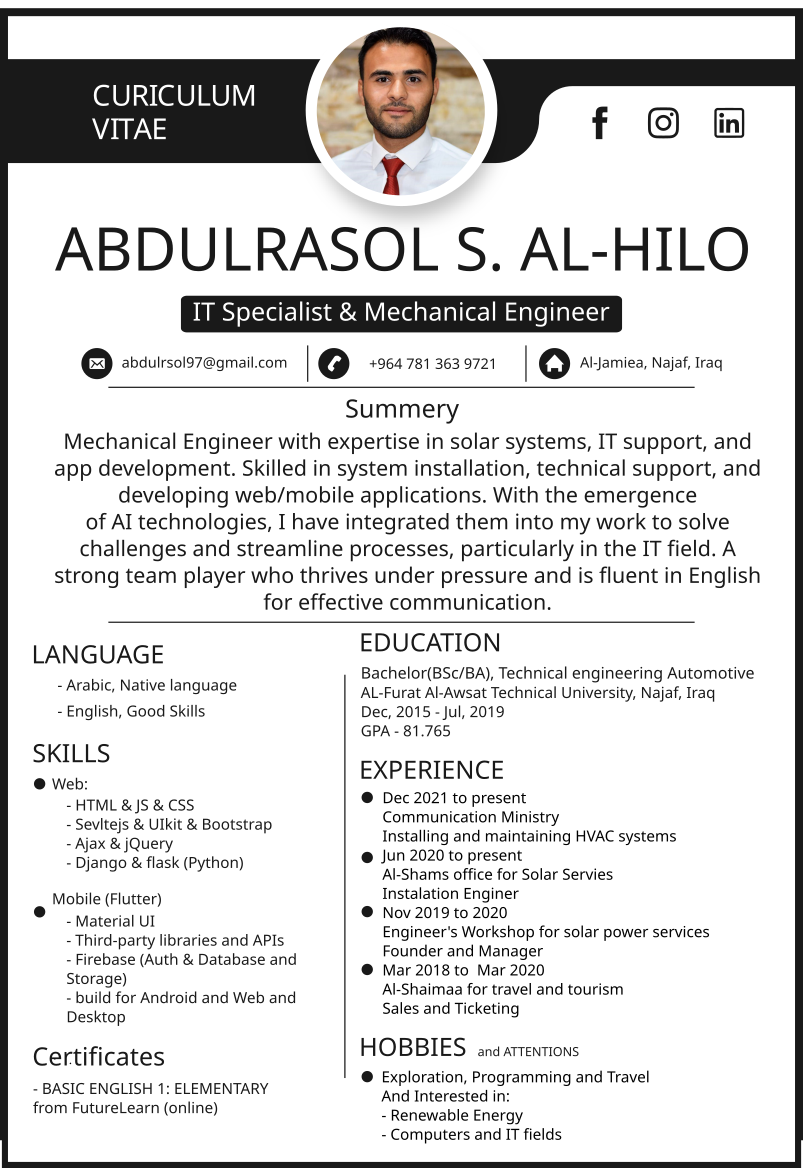 CURICULUM
VITAE
f
in
ABDULRASOL S. AL-HILO
IT Specialist & Mechanical Engineer
abdulrsol97@gmail.com
+964 781 363 9721
Al-Jamiea, Najaf, Iraq
Summery
Mechanical Engineer with expertise in solar systems, IT support, and
app development. Skilled in system installation, technical support, and
developing web/mobile applications. With the emergence
of AI technologies, I have integrated them into my work to solve
challenges and streamline processes, particularly in the IT field. A
strong team player who thrives under pressure and is fluent in English
for effective communication.
LANGUAGE
- Arabic, Native language
- English, Good Skills
SKILLS
Web:
- HTML & JS & CSS
- Sevltejs & UIkit & Bootstrap
- Ajax & jQuery
- Django & flask (Python)
Mobile (Flutter)
- Material UI
- Third-party libraries and APIs
- Firebase (Auth & Database and
Storage)
- build for Android and Web and
Desktop
Certificates
- BASIC ENGLISH 1: ELEMENTARY
from FutureLearn (online)
EDUCATION
Bachelor(BSc/BA), Technical engineering Automotive
AL-Furat Al-Awsat Technical University, Najaf, Iraq
Dec, 2015 - Jul, 2019
GPA - 81.765
EXPERIENCE
Dec 2021 to present
Communication Ministry
Installing and maintaining HVAC systems
Jun 2020 to present
Al-Shams office for Solar Servies
Instalation Enginer
Nov 2019 to 2020
Engineer's Workshop for solar power services
Founder and Manager
Mar 2018 to  Mar 2020
Al-Shaimaa for travel and tourism
Sales and Ticketing
HOBBIES and ATTENTIONS
Exploration, Programming and Travel
And Interested in:
- Renewable Energy
- Computers and IT fields